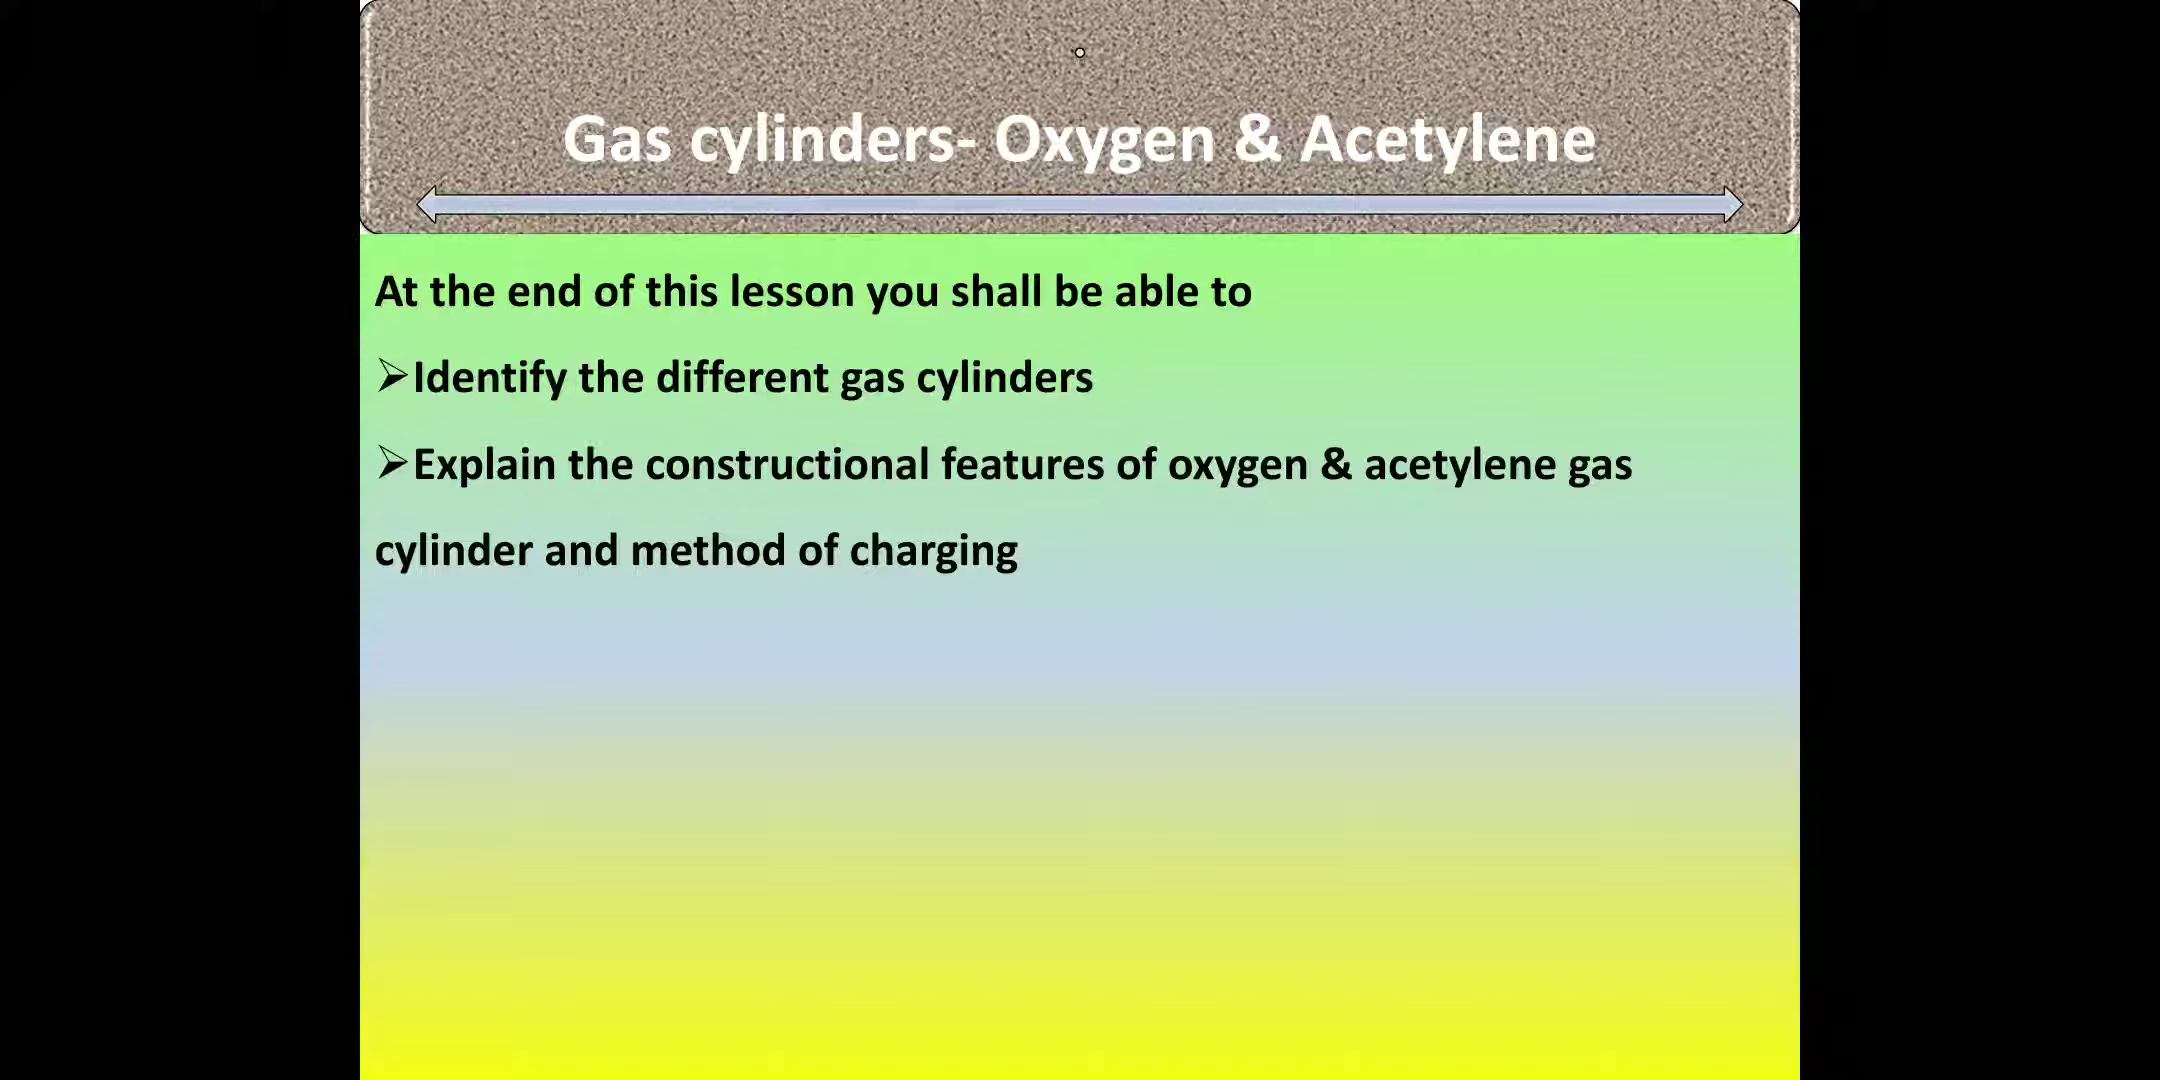 Gas cylinders- Oxygen & Acetylene
At the end of this lesson you shall be able to
➢Identify the different gas cylinders
➢Explain the constructional features of oxygen & acetylene gas
cylinder and method of charging